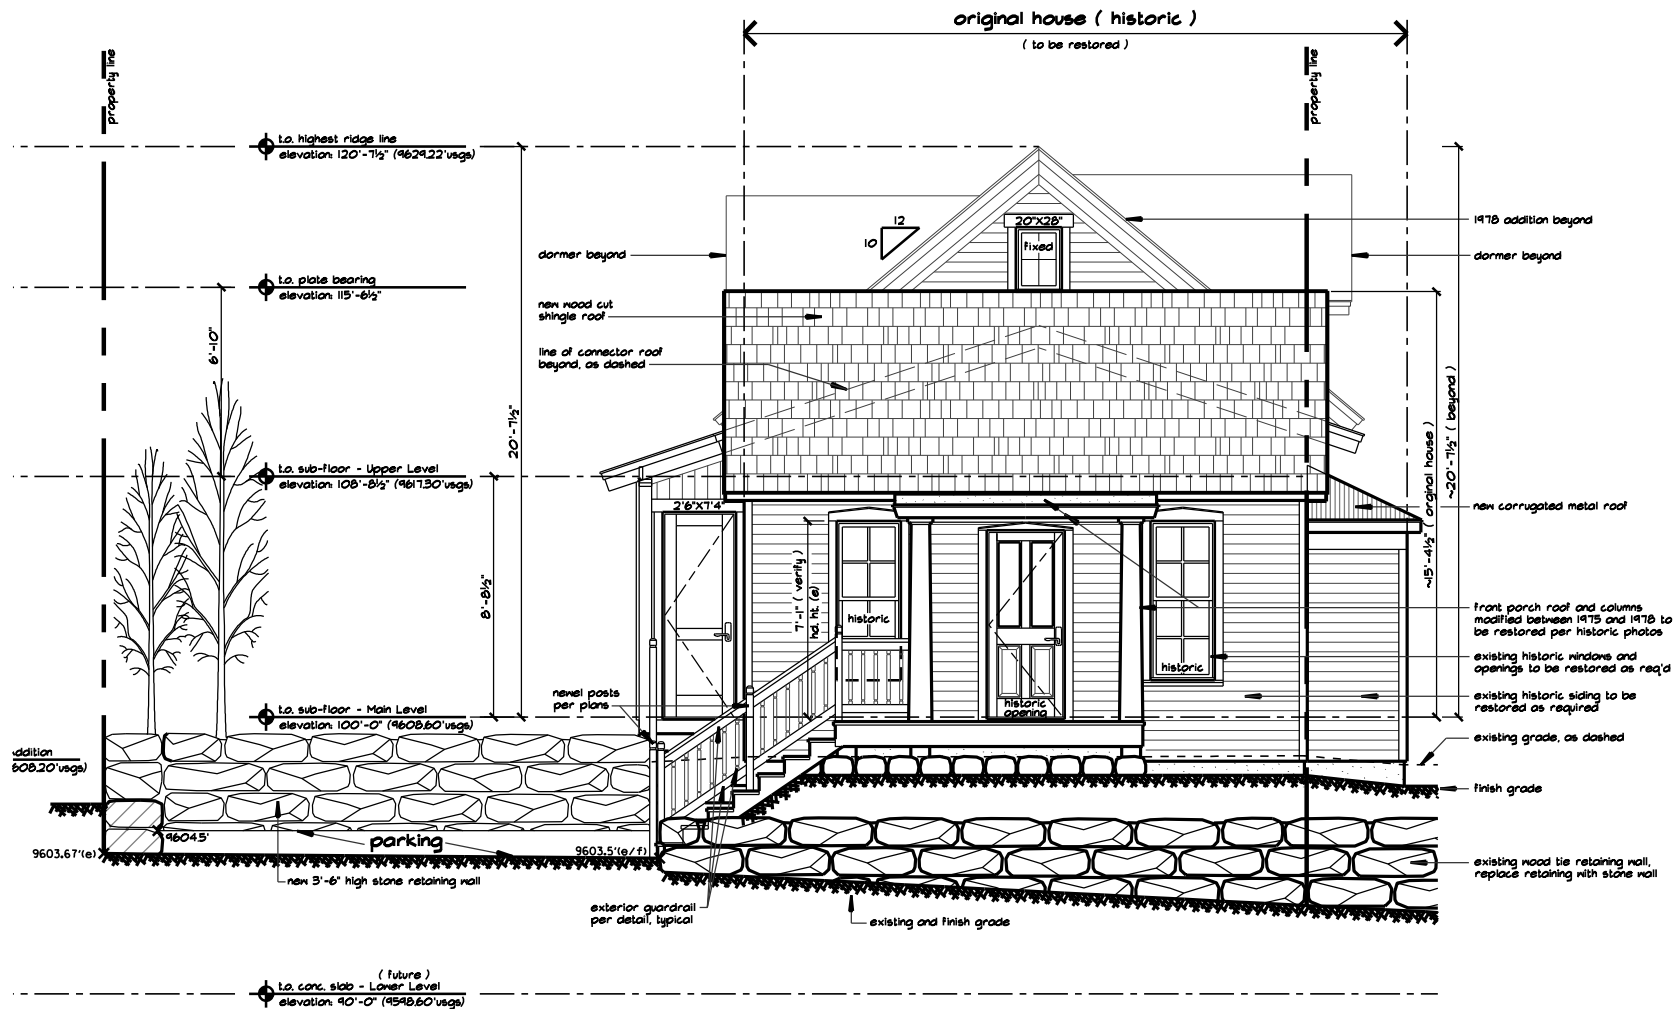 original house ( historic )
( to be restored )
property line
property line
t.o. highest ridge line
elevation: 120'-7½" (9629.22'usgs)
12
10
20"X28"
fixed
1978 addition beyond
dormer beyond
dormer beyond
t.o. plate bearing
elevation: 115'-6½"
new wood cut
shingle roof
line of connector roof
beyond, as dashed
6'-10"
20'-7½"
~15'-4½" ( original house )
~20'-7½" ( beyond )
t.o. sub-floor - Upper Level
elevation: 108'-8½" (9617.30'usgs)
2'6"X7'4"
new corrugated metal roof
8'-8½"
7'-1" ( verify )
hd. ht. (e)
historic
historic
historic
opening
front porch roof and columns
modified between 1975 and 1978 to
be restored per historic photos
existing historic windows and
openings to be restored as req'd
existing historic siding to be
restored as required
newel posts
per plans
t.o. sub-floor - Main Level
elevation: 100'-0" (9608.60'usgs)
existing grade, as dashed
addition
608.20'usgs)
finish grade
9604.5'
parking
9603.67'(e)
9603.5'(e/f)
new 3'-6" high stone retaining wall
existing wood tie retaining wall,
replace retaining with stone wall
exterior guardrail
per detail, typical
existing and finish grade
( future )
t.o. conc. slab - Lower Level
elevation: 90'-0" (9598.60'usgs)